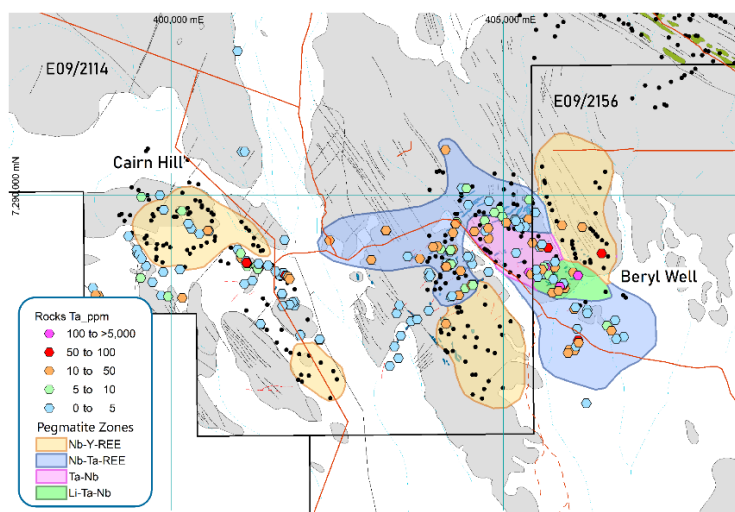 400,000 mE
405,000 mE
E09/2114
E09/2156
Cairn Hill
7,290,000 mN
Beryl Well
Rocks Ta_ppm
100 to >5,000
50 to 100
10 to 50
5 to 10
0 to 5
Pegmatite Zones
Nb-Y-REE
Nb-Ta-REE
Ta-Nb
Li-Ta-Nb